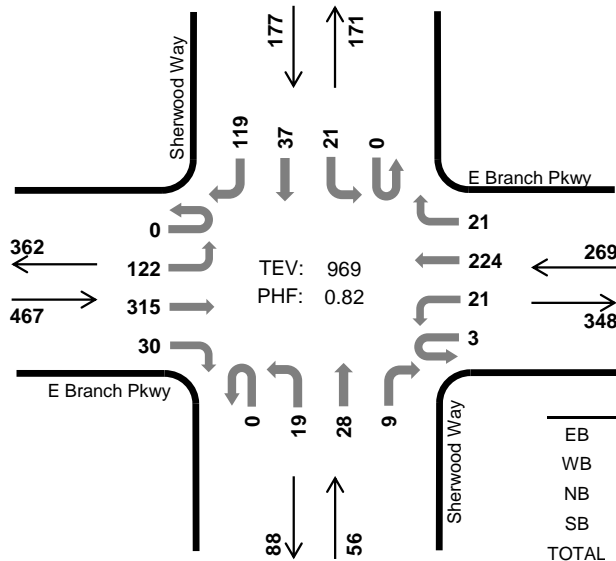 177
171
Sherwood Way
119
37
21
0
E Branch Pkwy
0
21
362
122
TEV: 969
224
269
467
315
PHF: 0.82
21
348
30
3
E Branch Pkwy
0
19
28
9
Sherwood Way
EB
WB
NB
SB
88
56
TOTAL